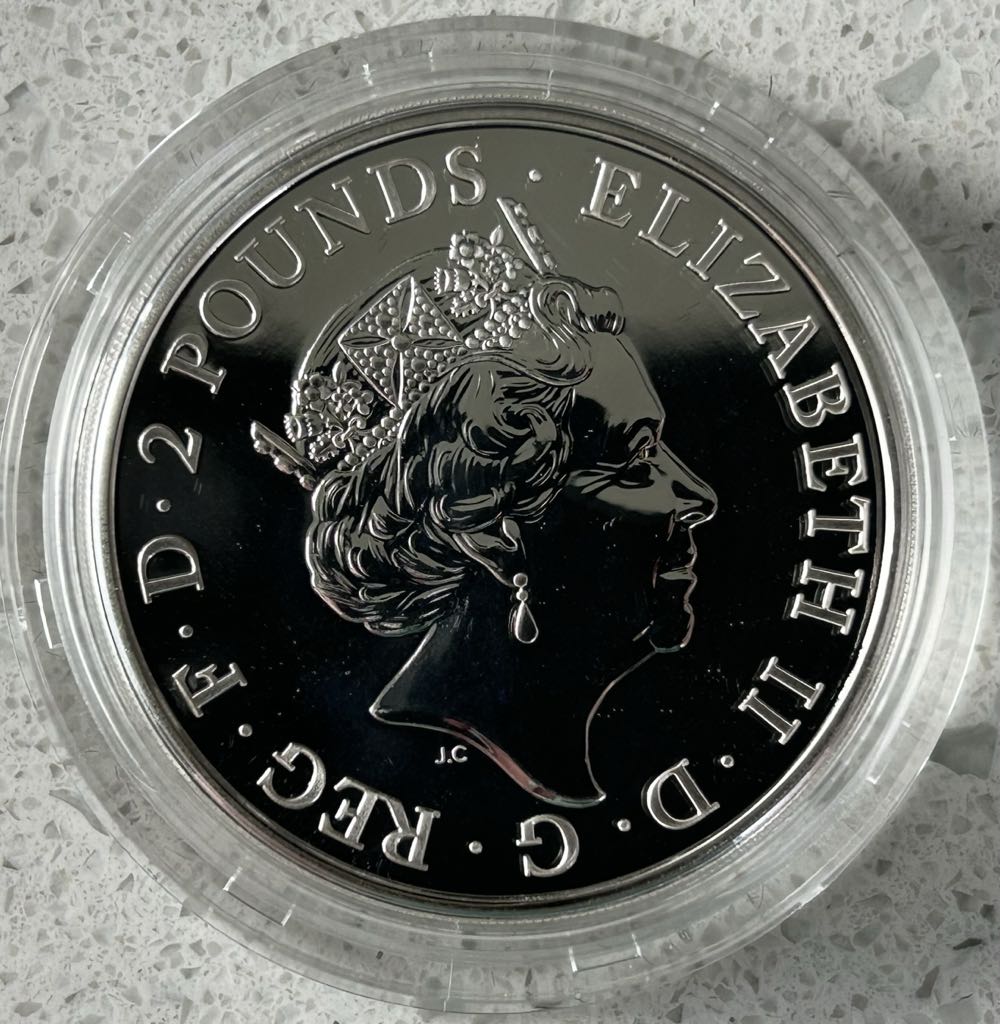 ELIZABETH II · D · G · REG · F · D · 2 POUNDS ·
J.C